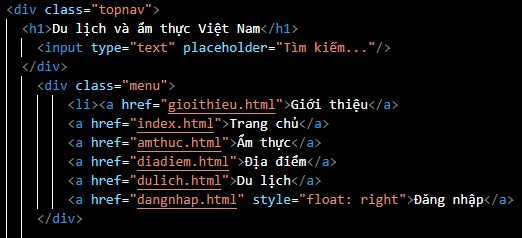 <div class="topnav">
<h1>Du lịch và ẩm thực Việt Nam</h1>
<input type="text" placeholder="Tìm kiếm..."/>
</div>
<div class="menu">
<li><a href="gioithieu.html">Giới thiệu</a>
<a href="index.html">Trang chủ</a>
<a href="amthuc.html">Ẩm thực</a>
<a href="diadiem.html">Địa điểm</a>
<a href="dulich.html">Du lịch</a>
<a href="dangnhap.html" style="float: right">Đăng nhập</a>
</div>